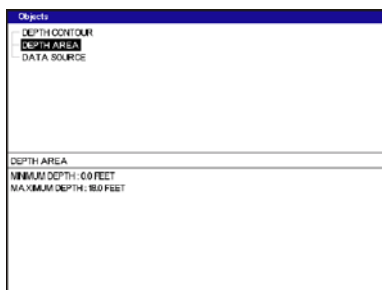 Objects
DEPTH CONTOUR
DEPTH AREA
DATA SOURCE
DEPTH AREA
MINIMUM DEPTH : 0.0 FEET
MAXIMUM DEPTH : 18.0 FEET